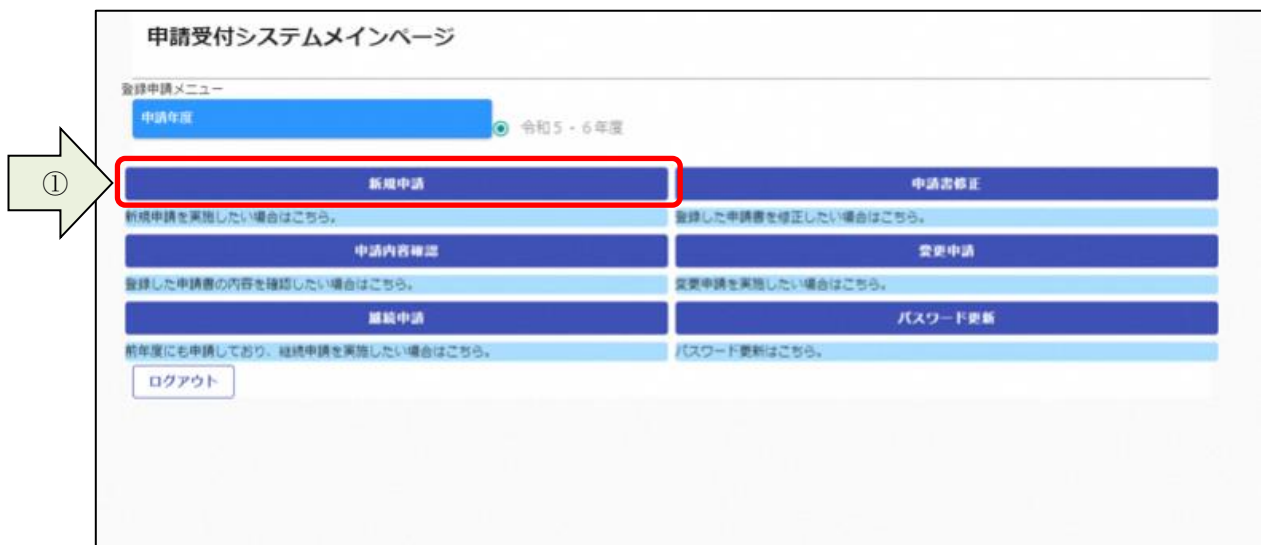 申請受付システムメインページ
登録申請メニュー
申請年度
令和5・6年度
①
新規申請
申請書修正
新規申請を実施したい場合はこちら。
登録した申請書を修正したい場合はこちら。
申請内容確認
変更申請
登録した申請書の内容を確認したい場合はこちら。
変更申請を実施したい場合はこちら。
継続申請
パスワード更新
前年度にも申請しており、継続申請を実施したい場合はこちら。
パスワード更新はこちら。
ログアウト